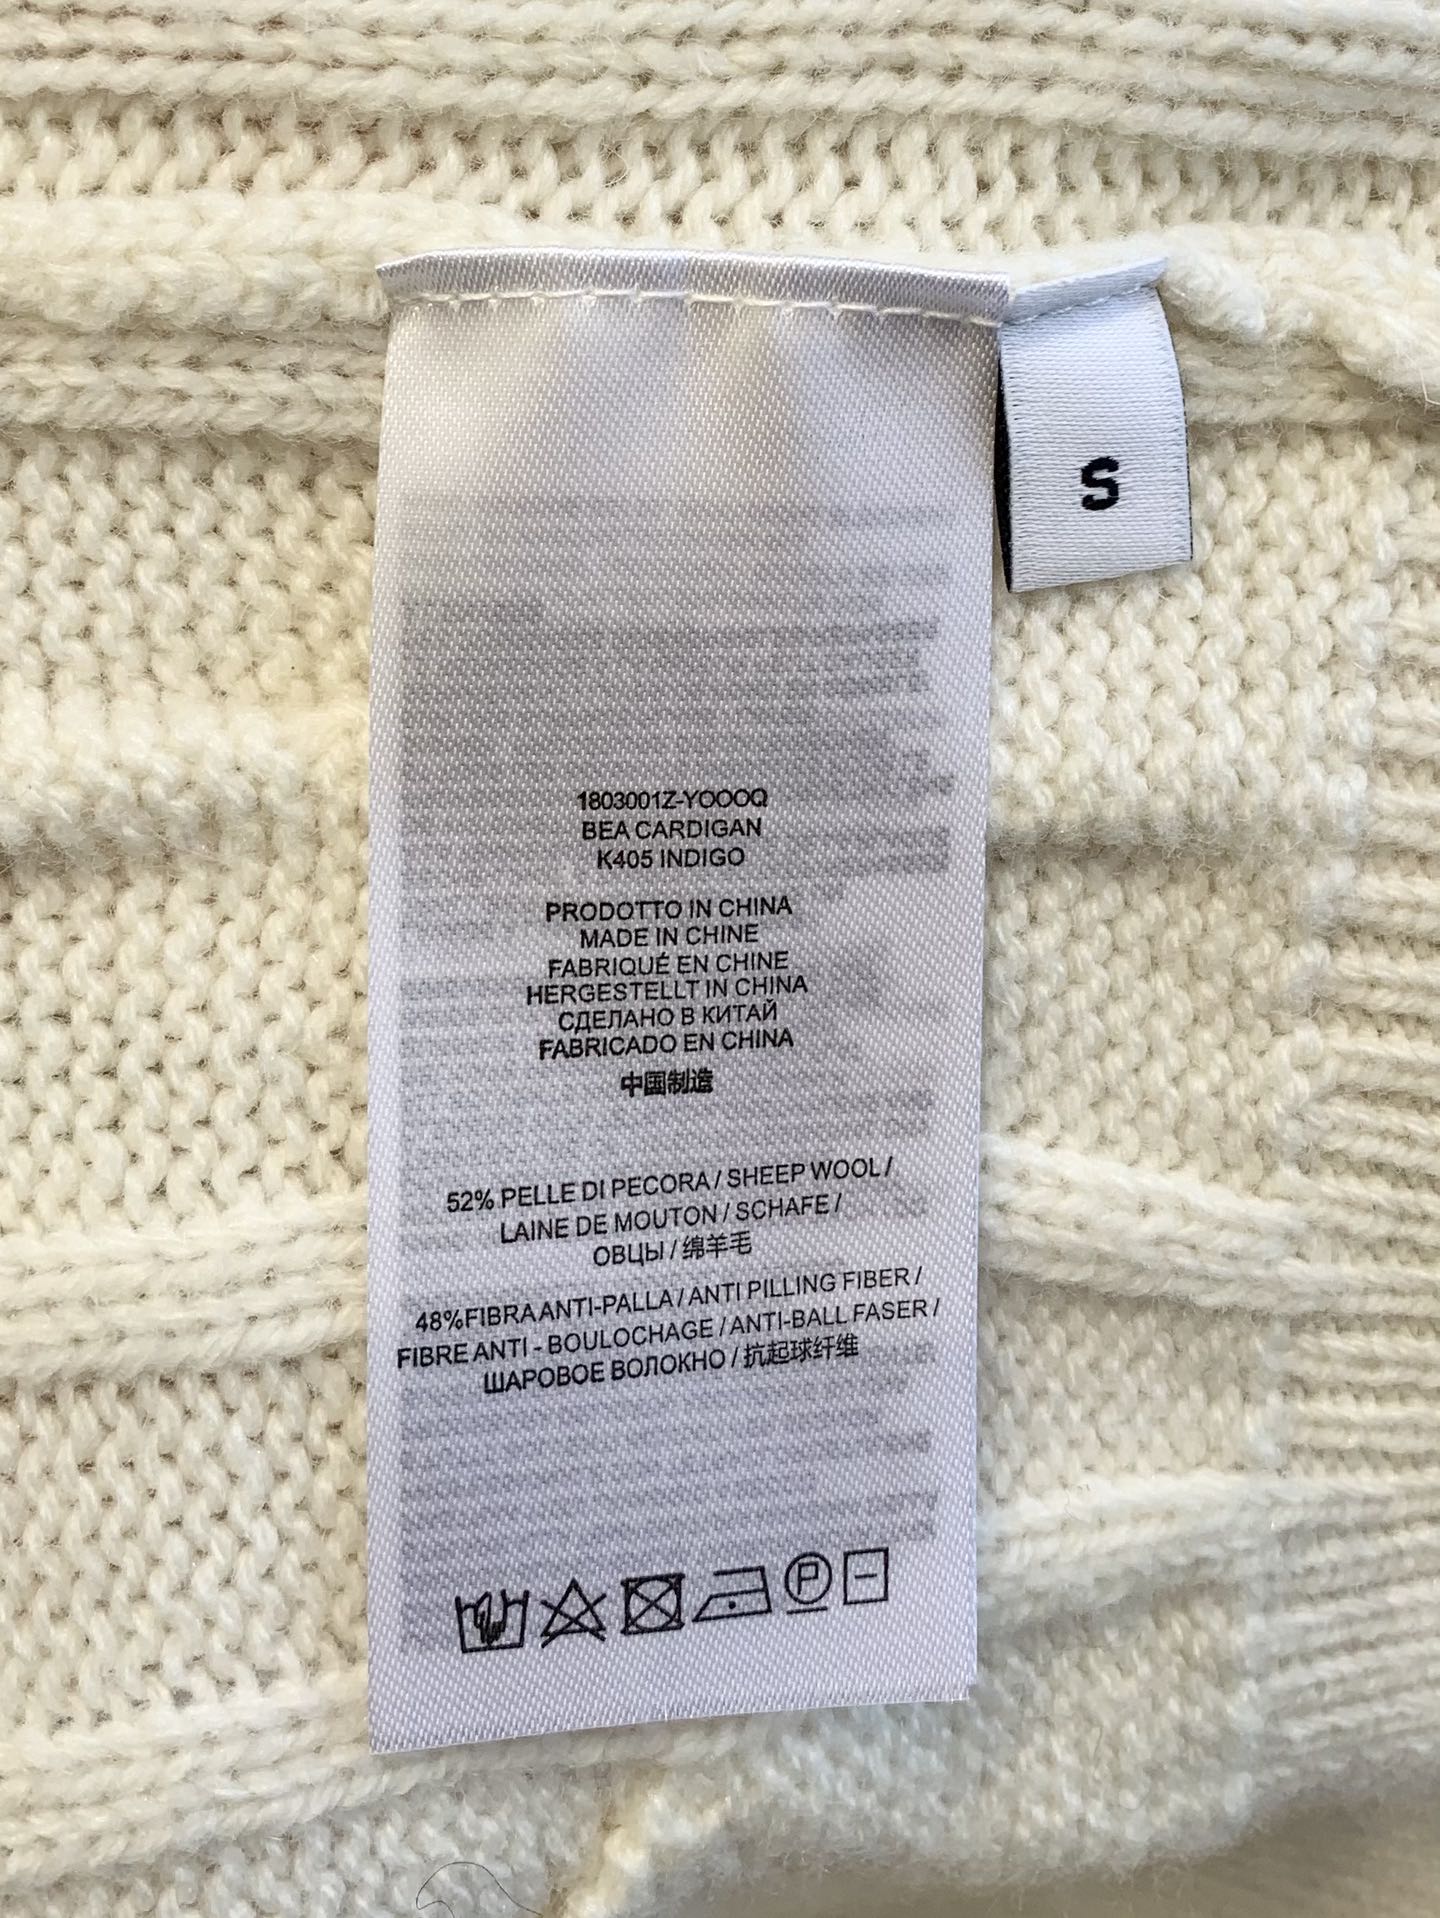 S
1803001Z-YOOOQ
BEA CARDIGAN
K405 INDIGO
PRODOTTO IN CHINA
MADE IN CHINE
FABRIQUÉ EN CHINE
HERGESTELLT IN CHINA
СДЕЛАНО В КИТАЙ
FABRICADO EN CHINA
中国制造
52% PELLE DI PECORA / SHEEP WOOL /
LAINE DE MOUTON / SCHAFE /
ОВЦЫ / 绵羊毛
48%FIBRA ANTI-PALLA / ANTI PILLING FIBER /
FIBRE ANTI - BOULOCHAGE / ANTI-BALL FASER /
ШАРОВОЕ ВОЛОКНО / 抗起球纤维
P